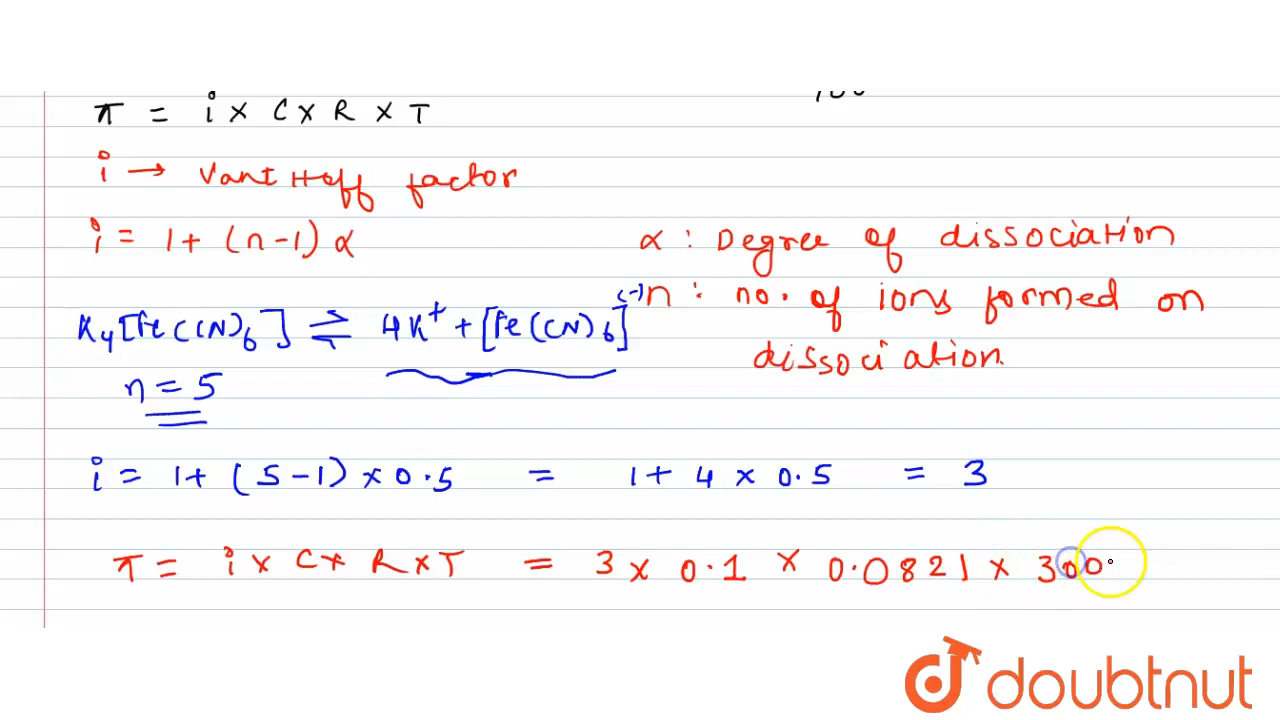 π = i × C × R × T
i → Vant Hoff factor
i = 1 + (n-1) α
α : Degree of dissociation
n : no. of ions formed on
dissociation.
K4[Fe(CN)6] ⇌ 4K+ + [Fe(CN)6](-)
n = 5
i = 1 + (5-1) × 0.5 = 1 + 4 × 0.5 = 3
π = i × C × R × T = 3 × 0.1 × 0.0821 × 300
doubtnut